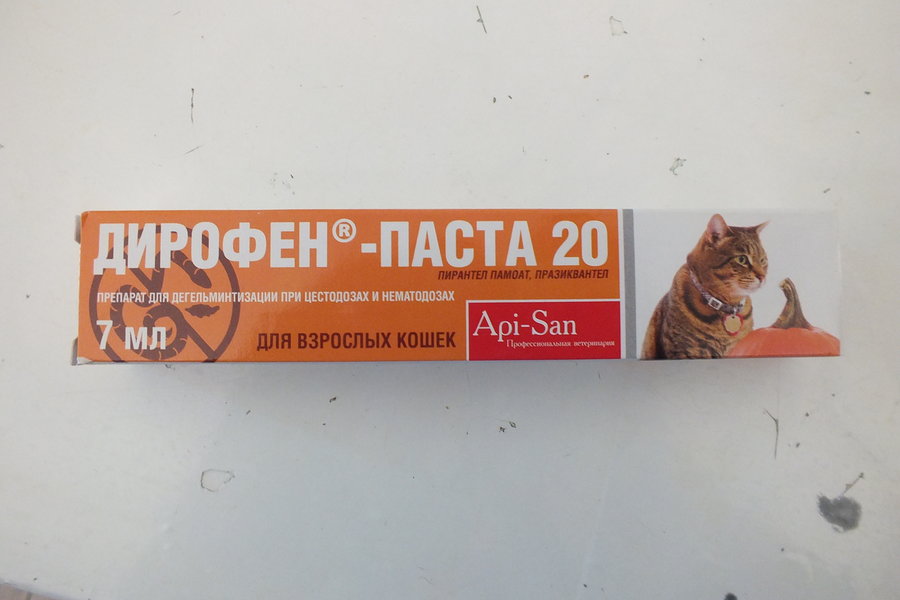 ДИРОФЕН®-ПАСТА 20
ПИРАНТЕЛ ПАМОАТ, ПРАЗИКВАНТЕЛ
ПРЕПАРАТ ДЛЯ ДЕГЕЛЬМИНТИЗАЦИИ ПРИ ЦЕСТОДОЗАХ И НЕМАТОДОЗАХ
7 мл
ДЛЯ ВЗРОСЛЫХ КОШЕК
Api-San
Профессиональная ветеринария